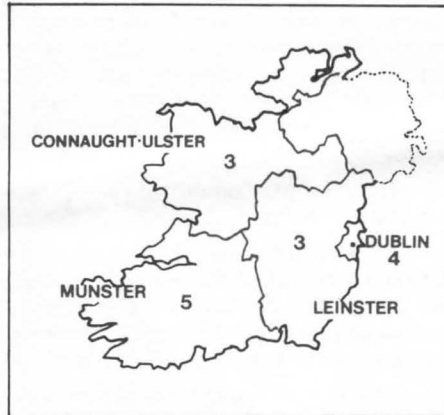 CONNAUGHT·ULSTER
3
3
DUBLIN
4
MUNSTER
5
LEINSTER